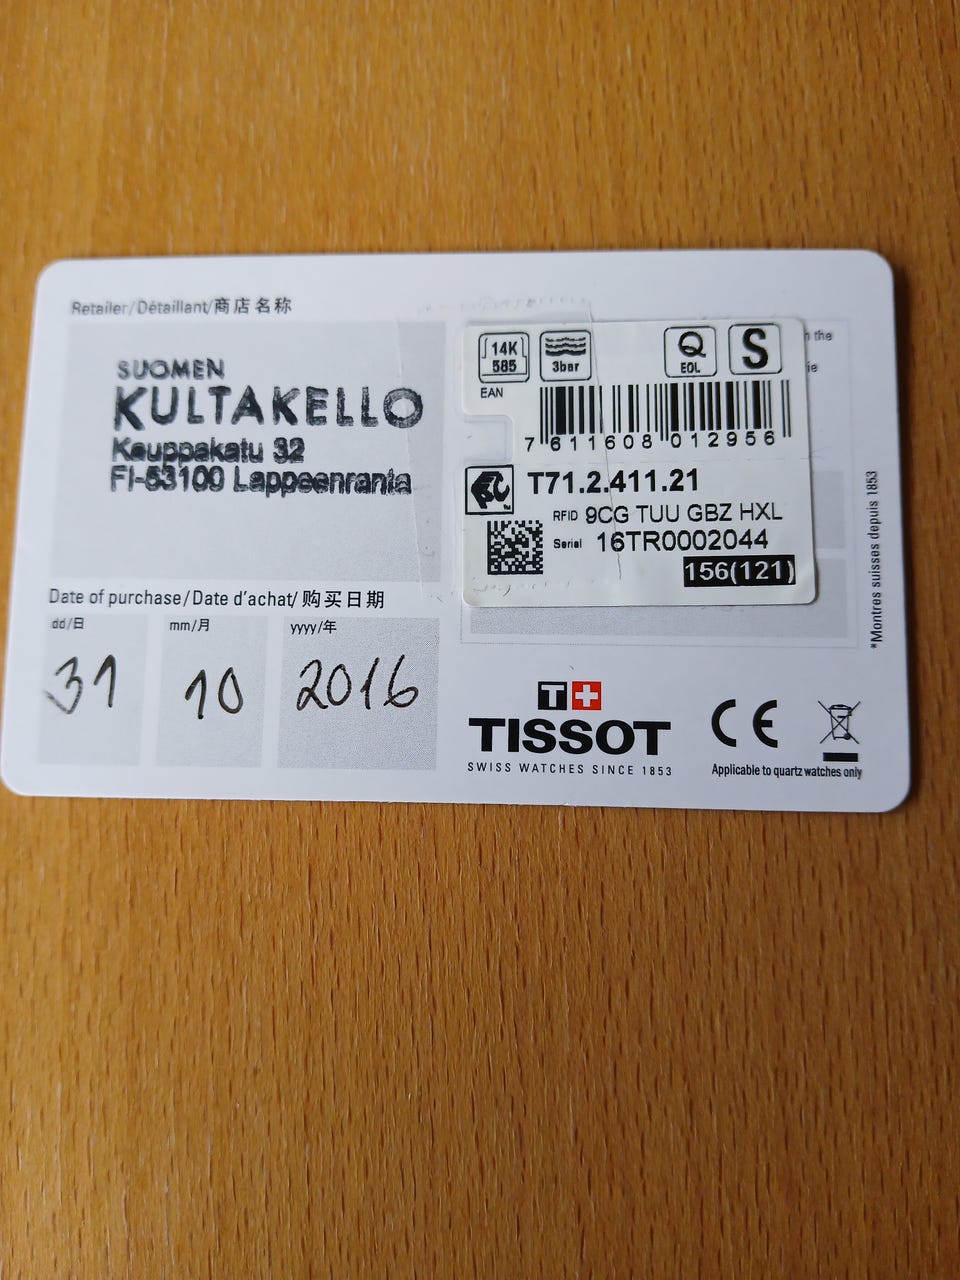 Retailer/Détaillant/商店名称
SUOMEN
KULTAKELLO
Kauppakatu 32
FI-53100 Lappeenranta
Date of purchase/Date d'achat/购买日期
dd/日
mm/月
yyyy/年
31
10
2016
14K
585
3bar
Q
EOL
S
EAN
7 611608 012956
T71.2.411.21
RFID 9CG TUU GBZ HXL
Serial 16TR0002044
156(121)
the
T+
TISSOT
SWISS WATCHES SINCE 1853
CE
Applicable to quartz watches only
*Montres suisses depuis 1853